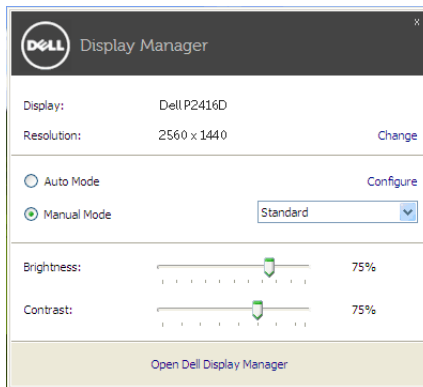 x
DELL Display Manager
Display: Dell P2416D
Resolution: 2560 x 1440 Change
Auto Mode Configure
Manual Mode Standard
Brightness: 75%
Contrast: 75%
Open Dell Display Manager